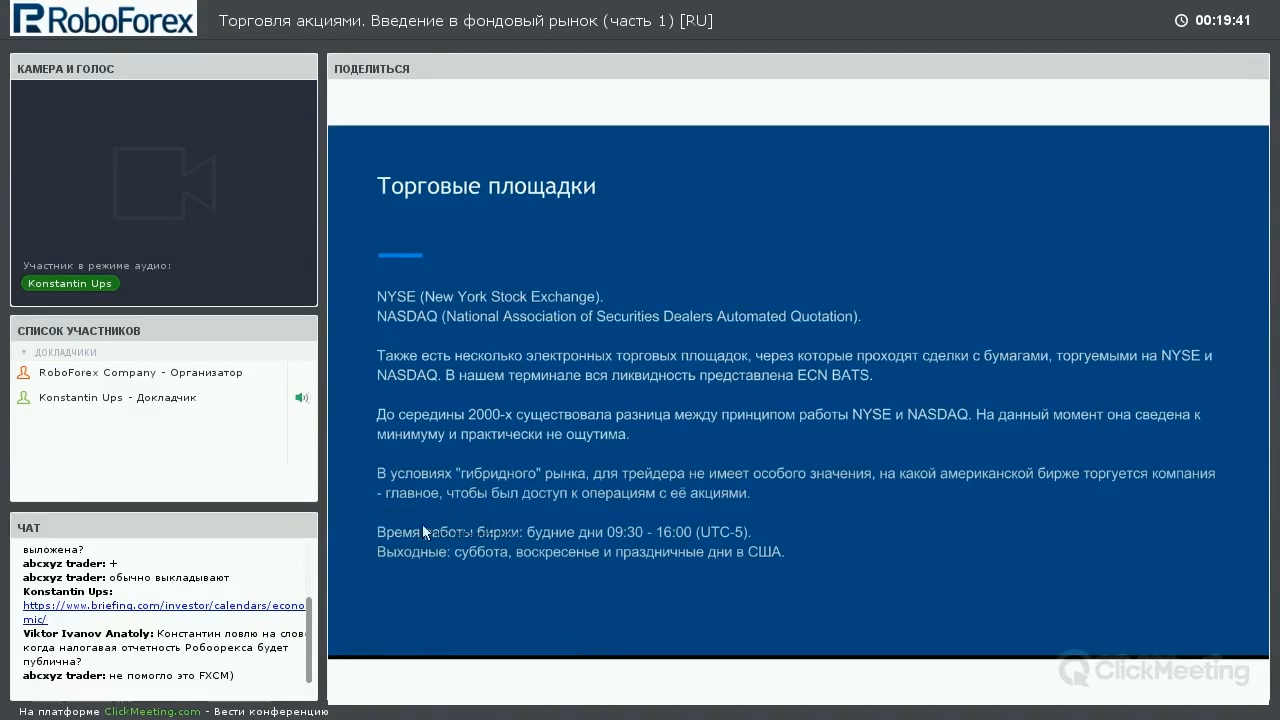 RoboForex
Торговля акциями. Введение в фондовый рынок (часть 1) [RU]
00:19:41
КАМЕРА И ГОЛОС
Участник в режиме аудио:
Konstantin Ups
СПИСОК УЧАСТНИКОВ
ДОКЛАДЧИКИ
RoboForex Company - Организатор
Konstantin Ups - Докладчик
ЧАТ
выложена?
abcxyz trader: +
abcxyz trader: обычно выкладывают
Konstantin Ups:
https://www.briefing.com/investor/calendars/econo
mic/
Viktor Ivanov Anatoly: Константин ловлю на слове
когда налогавая отчетность Робоорекса будет
публична?
abcxyz trader: не помогло это FXCM)
На платформе ClickMeeting.com - Вести конференцию
ПОДЕЛИТЬСЯ
Торговые площадки
NYSE (New York Stock Exchange).
NASDAQ (National Association of Securities Dealers Automated Quotation).
Также есть несколько электронных торговых площадок, через которые проходят сделки с бумагами, торгуемыми на NYSE и
NASDAQ. В нашем терминале вся ликвидность представлена ECN BATS.
До середины 2000-х существовала разница между принципом работы NYSE и NASDAQ. На данный момент она сведена к
минимуму и практически не ощутима.
В условиях "гибридного" рынка, для трейдера не имеет особого значения, на какой американской бирже торгуется компания
- главное, чтобы был доступ к операциям с её акциями.
Время работы биржи: будние дни 09:30 - 16:00 (UTC-5).
Выходные: суббота, воскресенье и праздничные дни в США.
ClickMeeting